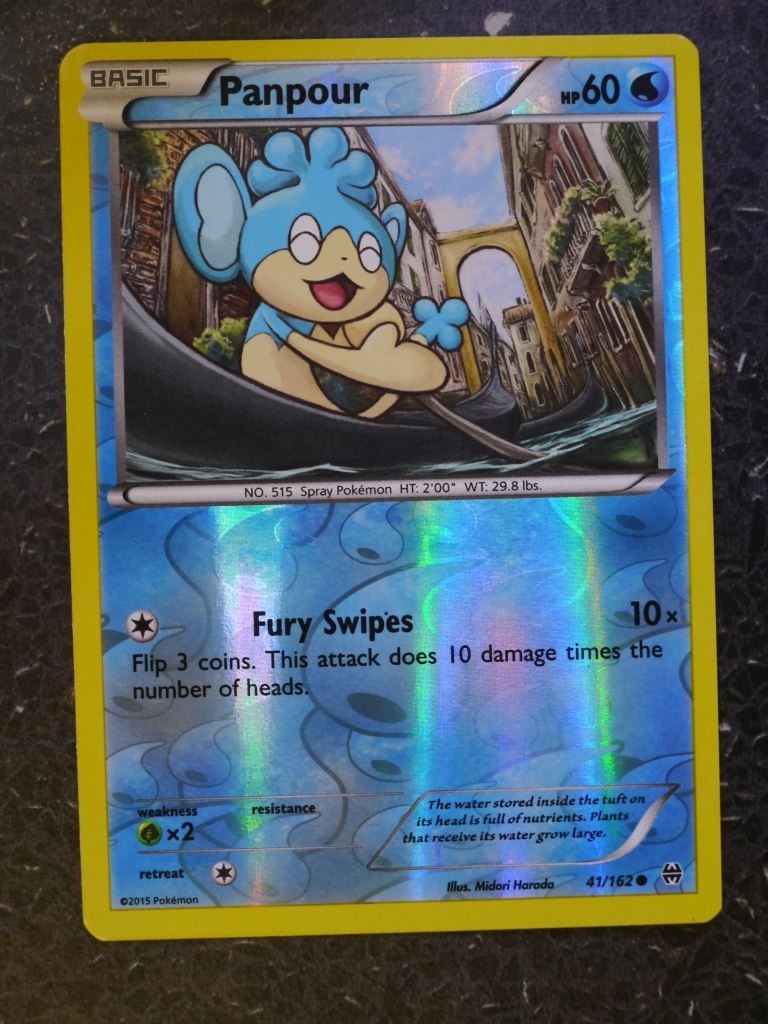 BASIC
Panpour
HP60
NO. 515 Spray Pokémon HT: 2'00" WT: 29.8 lbs.
Fury Swipes
10×
Flip 3 coins. This attack does 10 damage times the
number of heads.
weakness
resistance
×2
retreat
The water stored inside the tuft on
its head is full of nutrients. Plants
that receive its water grow large.
Illus. Midori Harada
41/162
©2015 Pokémon